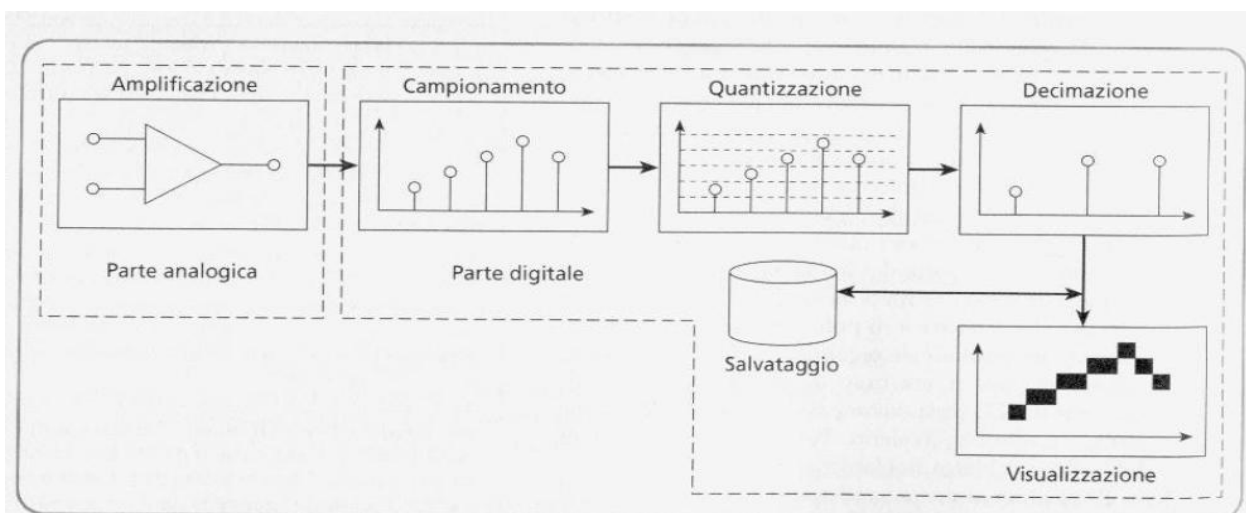 Amplificazione
Campionamento
Quantizzazione
Decimazione
Parte analogica
Parte digitale
Salvataggio
Visualizzazione